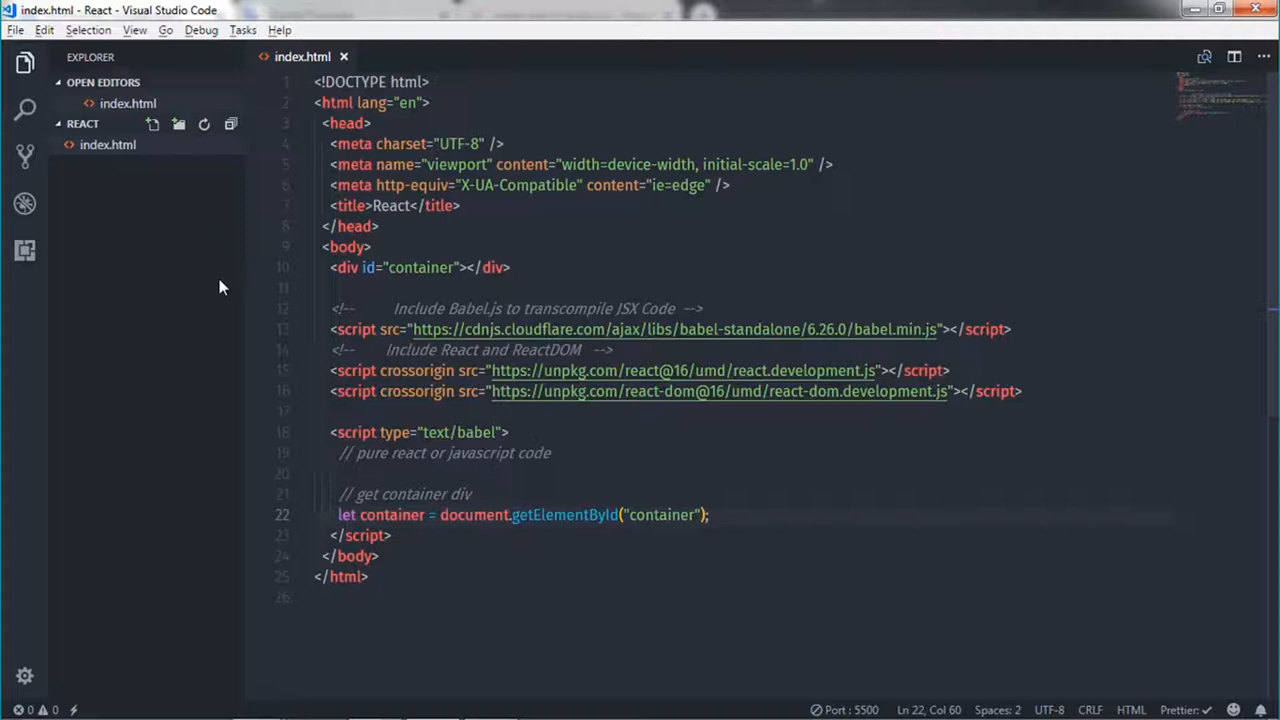 index.html - React - Visual Studio Code
File Edit Selection View Go Debug Tasks Help
EXPLORER
OPEN EDITORS
index.html
REACT
index.html
index.html
1 <!DOCTYPE html>
2 <html lang="en">
3 <head>
4 <meta charset="UTF-8" />
5 <meta name="viewport" content="width=device-width, initial-scale=1.0" />
6 <meta http-equiv="X-UA-Compatible" content="ie=edge" />
7 <title>React</title>
8 </head>
9 <body>
10 <div id="container"></div>
11
12 <!-- Include Babel.js to transcompile JSX Code -->
13 <script src="https://cdnjs.cloudflare.com/ajax/libs/babel-standalone/6.26.0/babel.min.js"></script>
14 <!-- Include React and ReactDOM -->
15 <script crossorigin src="https://unpkg.com/react@16/umd/react.development.js"></script>
16 <script crossorigin src="https://unpkg.com/react-dom@16/umd/react-dom.development.js"></script>
17
18 <script type="text/babel">
19 // pure react or javascript code
20
21 // get container div
22 let container = document.getElementById("container");
23 </script>
24 </body>
25 </html>
26
0 0 Port : 5500 Ln 22, Col 60 Spaces: 2 UTF-8 CRLF HTML Prettier: ✓